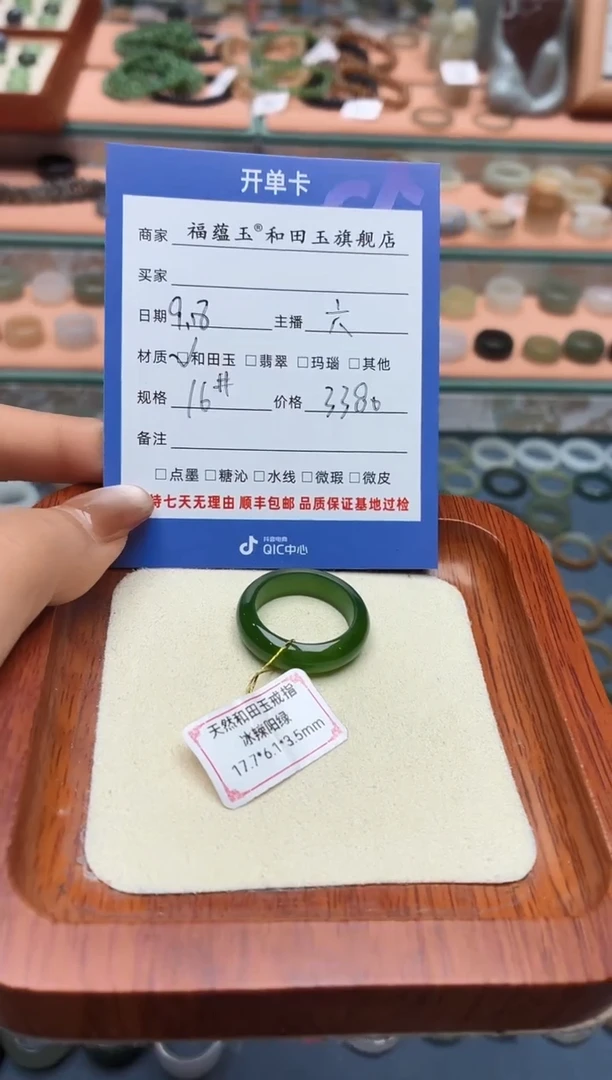 开单卡
商家 福蕴玉®和田玉旗舰店
买家
日期 9.8 主播 六
材质 ☑和田玉 □翡翠 □玛瑙 □其他
规格 16# 价格 3380
备注
□点墨 □糖沁 □水线 □微瑕 □微皮
持七天无理由 顺丰包邮 品质保证基地过检
抖音电商
QIC中心
天然和田玉戒指
冰辣阳绿
17.7*6.1*3.5mm